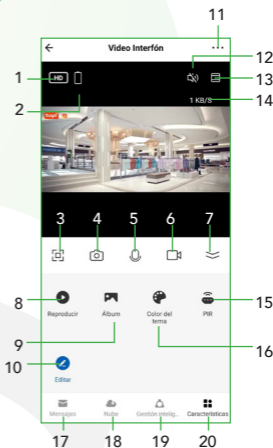 11
Video Interfón
12
1
HD
13
1 KB/S
14
2
3 4 5 6 7
8
Reproducir
Álbum
Color del
tema
PIR
15
9
16
10
Editar
Mensajes
Nube
Gestión intelig...
Características
17 18 19 20